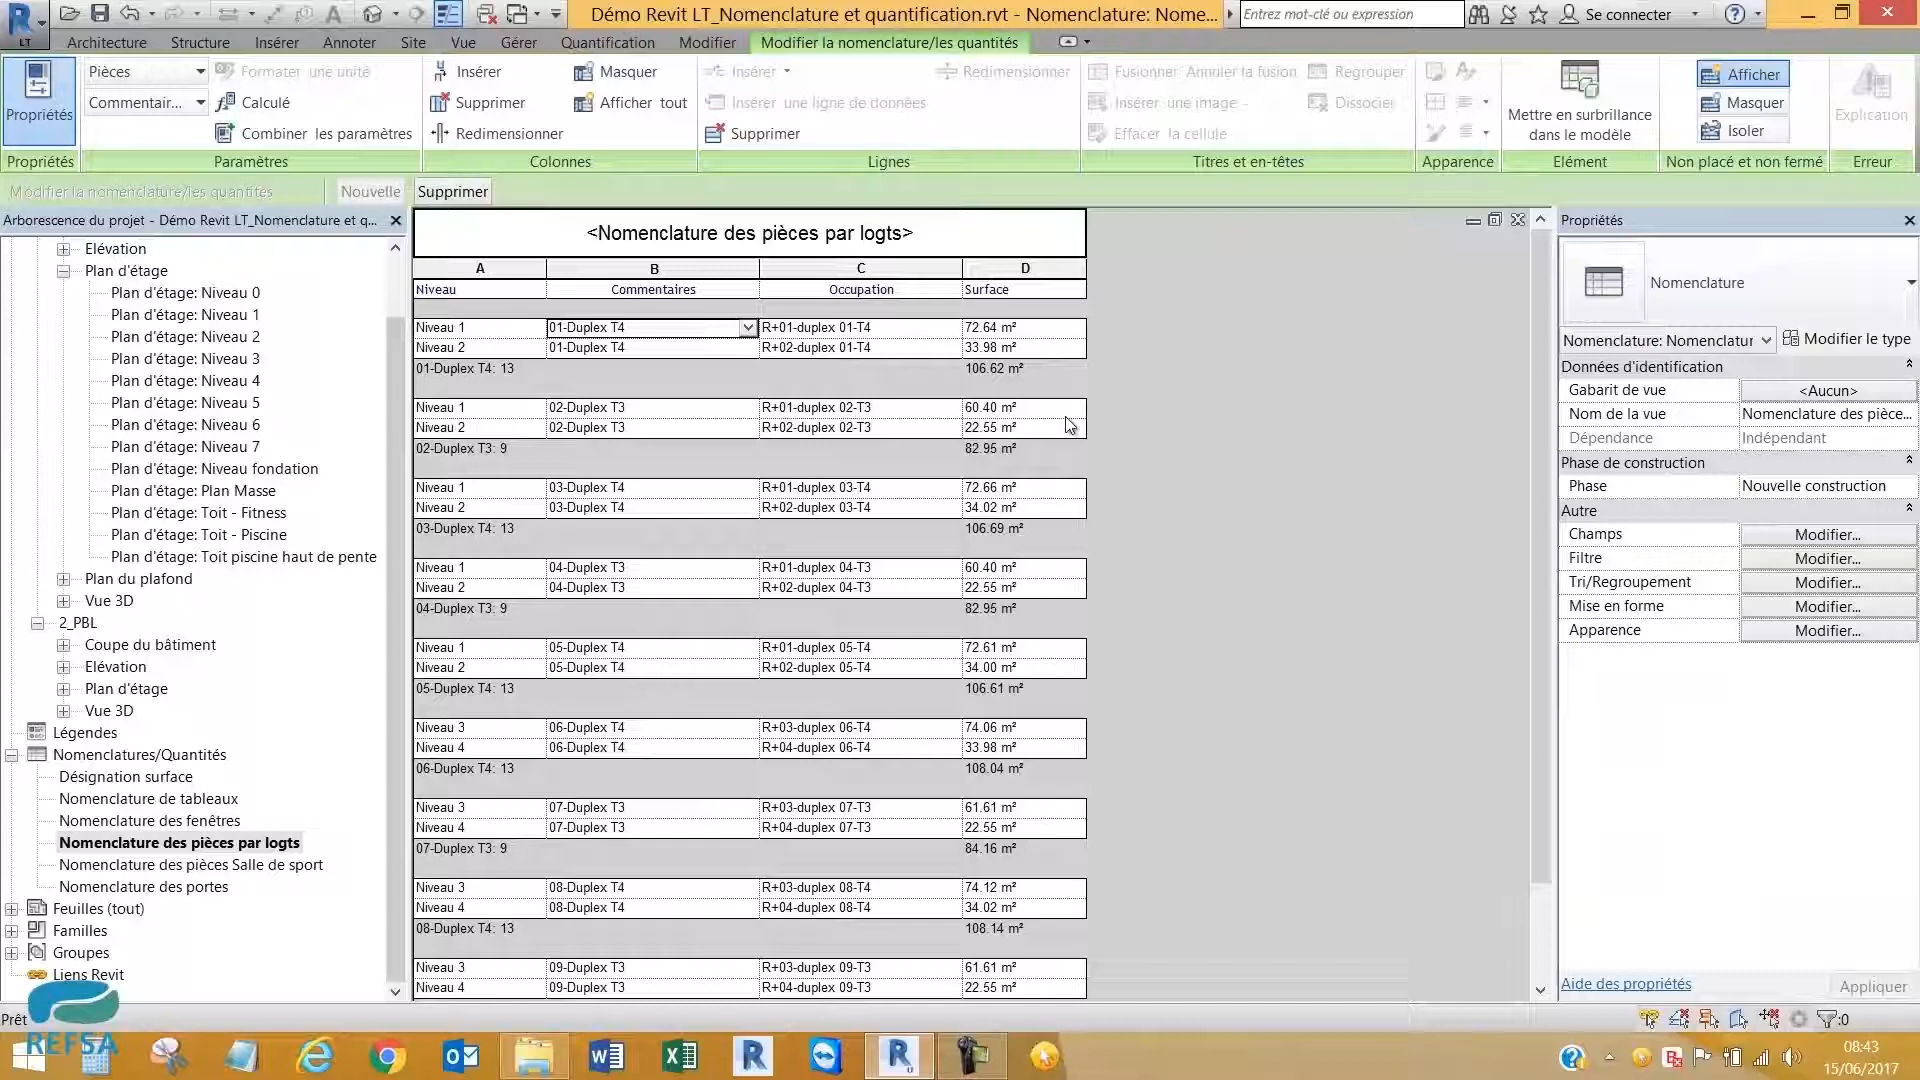 Démo Revit LT_Nomenclature et quantification.rvt - Nomenclature: Nome...
Entrez mot-clé ou expression
Se connecter
LT
Architecture Structure Insérer Annoter Site Vue Gérer Quantification Modifier Modifier la nomenclature/les quantités
Propriétés
Pièces
Commentair...
Formater une unité
Calculé
Combiner les paramètres
Insérer
Supprimer
Redimensionner
Masquer
Afficher tout
Insérer
Redimensionner
Insérer une ligne de données
Supprimer
Fusionner Annuler la fusion
Regrouper
Insérer une image
Dissocier
Effacer la cellule
Mettre en surbrillance
dans le modèle
Afficher
Masquer
Isoler
Explication
Propriétés Paramètres Colonnes Lignes Titres et en-têtes Apparence Elément Non placé et non fermé Erreur
Modifier la nomenclature/les quantités Nouvelle Supprimer
Arborescence du projet - Démo Revit LT_Nomenclature et q...
Elévation
Plan d'étage
Plan d'étage: Niveau 0
Plan d'étage: Niveau 1
Plan d'étage: Niveau 2
Plan d'étage: Niveau 3
Plan d'étage: Niveau 4
Plan d'étage: Niveau 5
Plan d'étage: Niveau 6
Plan d'étage: Niveau 7
Plan d'étage: Niveau fondation
Plan d'étage: Plan Masse
Plan d'étage: Toit - Fitness
Plan d'étage: Toit - Piscine
Plan d'étage: Toit piscine haut de pente
Plan du plafond
Vue 3D
2_PBL
Coupe du bâtiment
Elévation
Plan d'étage
Vue 3D
Légendes
Nomenclatures/Quantités
Désignation surface
Nomenclature de tableaux
Nomenclature des fenêtres
Nomenclature des pièces par logts
Nomenclature des pièces Salle de sport
Nomenclature des portes
Feuilles (tout)
Familles
Groupes
Liens Revit
<Nomenclature des pièces par logts>
A B C D
Niveau Commentaires Occupation Surface
Niveau 1 01-Duplex T4 R+01-duplex 01-T4 72.64 m²
Niveau 2 01-Duplex T4 R+02-duplex 01-T4 33.98 m²
01-Duplex T4: 13 106.62 m²
Niveau 1 02-Duplex T3 R+01-duplex 02-T3 60.40 m²
Niveau 2 02-Duplex T3 R+02-duplex 02-T3 22.55 m²
02-Duplex T3: 9 82.95 m²
Niveau 1 03-Duplex T4 R+01-duplex 03-T4 72.66 m²
Niveau 2 03-Duplex T4 R+02-duplex 03-T4 34.02 m²
03-Duplex T4: 13 106.69 m²
Niveau 1 04-Duplex T3 R+01-duplex 04-T3 60.40 m²
Niveau 2 04-Duplex T3 R+02-duplex 04-T3 22.55 m²
04-Duplex T3: 9 82.95 m²
Niveau 1 05-Duplex T4 R+01-duplex 05-T4 72.61 m²
Niveau 2 05-Duplex T4 R+02-duplex 05-T4 34.00 m²
05-Duplex T4: 13 106.61 m²
Niveau 3 06-Duplex T4 R+03-duplex 06-T4 74.06 m²
Niveau 4 06-Duplex T4 R+04-duplex 06-T4 33.98 m²
06-Duplex T4: 13 108.04 m²
Niveau 3 07-Duplex T3 R+03-duplex 07-T3 61.61 m²
Niveau 4 07-Duplex T3 R+04-duplex 07-T3 22.55 m²
07-Duplex T3: 9 84.16 m²
Niveau 3 08-Duplex T4 R+03-duplex 08-T4 74.12 m²
Niveau 4 08-Duplex T4 R+04-duplex 08-T4 34.02 m²
08-Duplex T4: 13 108.14 m²
Niveau 3 09-Duplex T3 R+03-duplex 09-T3 61.61 m²
Niveau 4 09-Duplex T3 R+04-duplex 09-T3 22.55 m²
Propriétés
Nomenclature
Nomenclature: Nomenclatur Modifier le type
Données d'identification
Gabarit de vue <Aucun>
Nom de la vue Nomenclature des pièce...
Dépendance Indépendant
Phase de construction
Phase Nouvelle construction
Autre
Champs Modifier...
Filtre Modifier...
Tri/Regroupement Modifier...
Mise en forme Modifier...
Apparence Modifier...
Aide des propriétés Appliquer
Prêt
:0
REFSA
08:43
15/06/2017